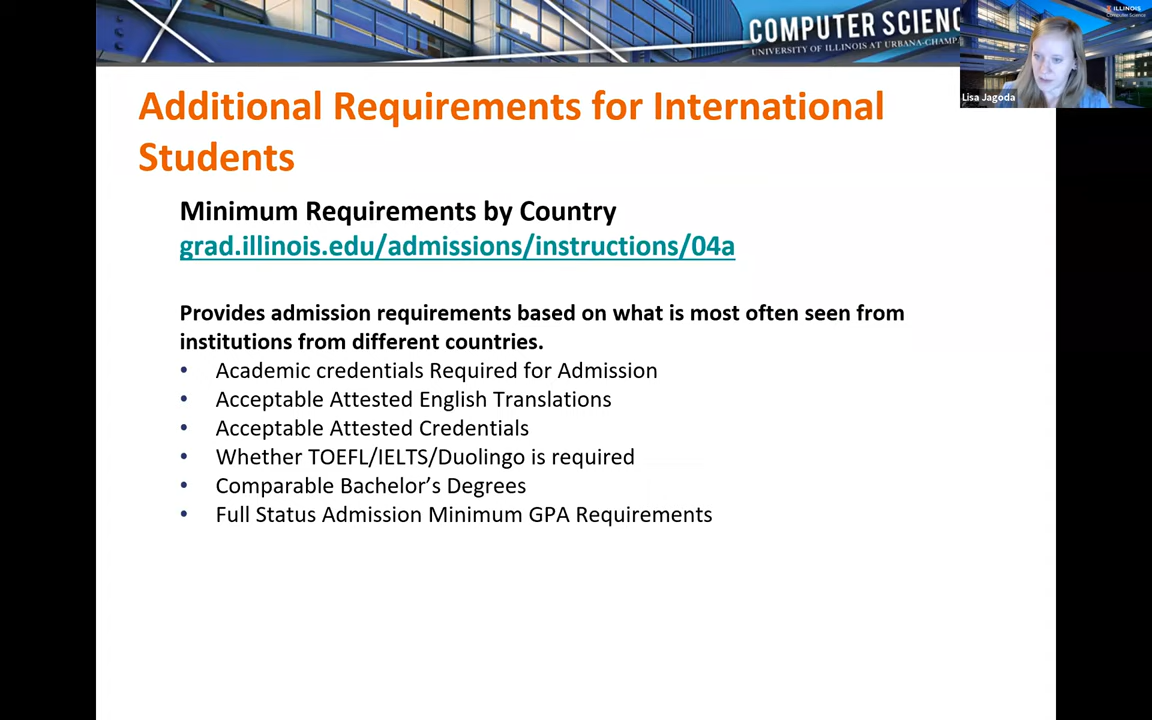 COMPUTER SCIENC
UNIVERSITY OF ILLINOIS AT URBANA-CHAMP
ILLINOIS
Computer Science
Lisa Jagoda
Additional Requirements for International
Students
Minimum Requirements by Country
grad.illinois.edu/admissions/instructions/04a
Provides admission requirements based on what is most often seen from
institutions from different countries.
• Academic credentials Required for Admission
• Acceptable Attested English Translations
• Acceptable Attested Credentials
• Whether TOEFL/IELTS/Duolingo is required
• Comparable Bachelor’s Degrees
• Full Status Admission Minimum GPA Requirements